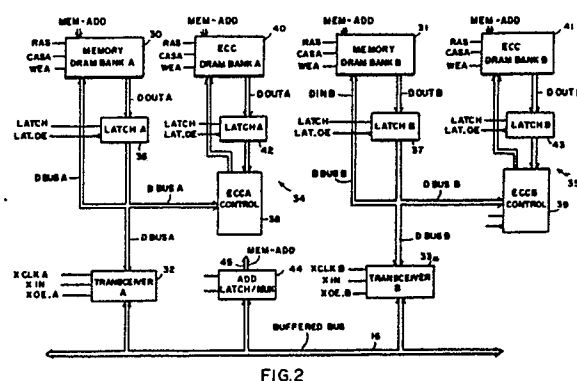 MEM-ADD
30
RAS
CASA
WEA
MEMORY
DRAM BANK A
MEM-ADD
40
RAS
CASA
WEA
ECC
DRAM BANK A
MEM-ADD
31
RAS
CASA
WEA
MEMORY
DRAM BANK B
MEM-ADD
41
RAS
CASA
WEA
ECC
DRAM BANK B
DOUT A
DOUT A
DIN B
DOUT B
DOUT
LATCH
LAT.OE
LATCH A
36
LATCH
LAT.OE
LATCH A
42
LATCH
LAT.OE
LATCH B
37
LATCH
LAT.OE
LATCH B
43
DBUS A
DBUS A
ECCA
CONTROL
38
34
DBUS B
DBUS B
ECCB
CONTROL
39
35
DBUS A
MEM-ADD
45
DBUS B
XCLK A
XIN
XOE.A
TRANSCEIVER
A
32
ADD
LATCH/MUX
44
XCLK B
XIN
XOE.B
TRANSCEIVER
B
33
BUFFERED BUS
16
FIG.2